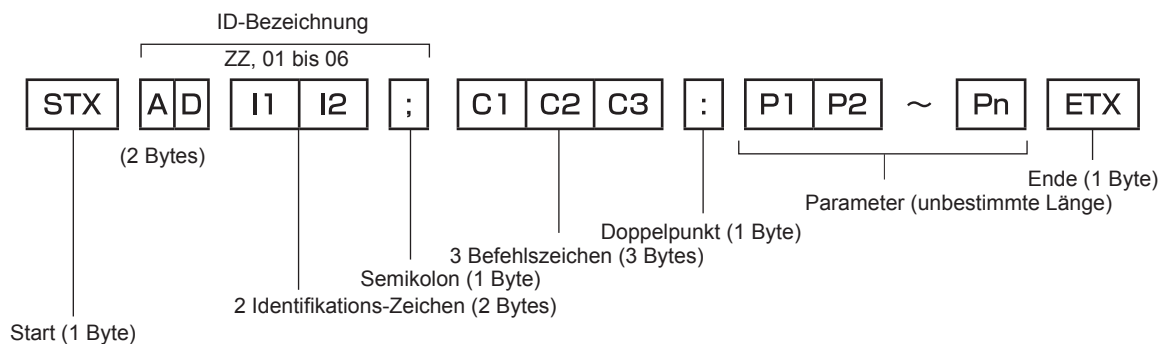 ID-Bezeichnung
ZZ, 01 bis 06
STX A D I1 I2 ; C1 C2 C3 : P1 P2 ~ Pn ETX
(2 Bytes)
Ende (1 Byte)
Parameter (unbestimmte Länge)
Doppelpunkt (1 Byte)
3 Befehlszeichen (3 Bytes)
Semikolon (1 Byte)
2 Identifikations-Zeichen (2 Bytes)
Start (1 Byte)